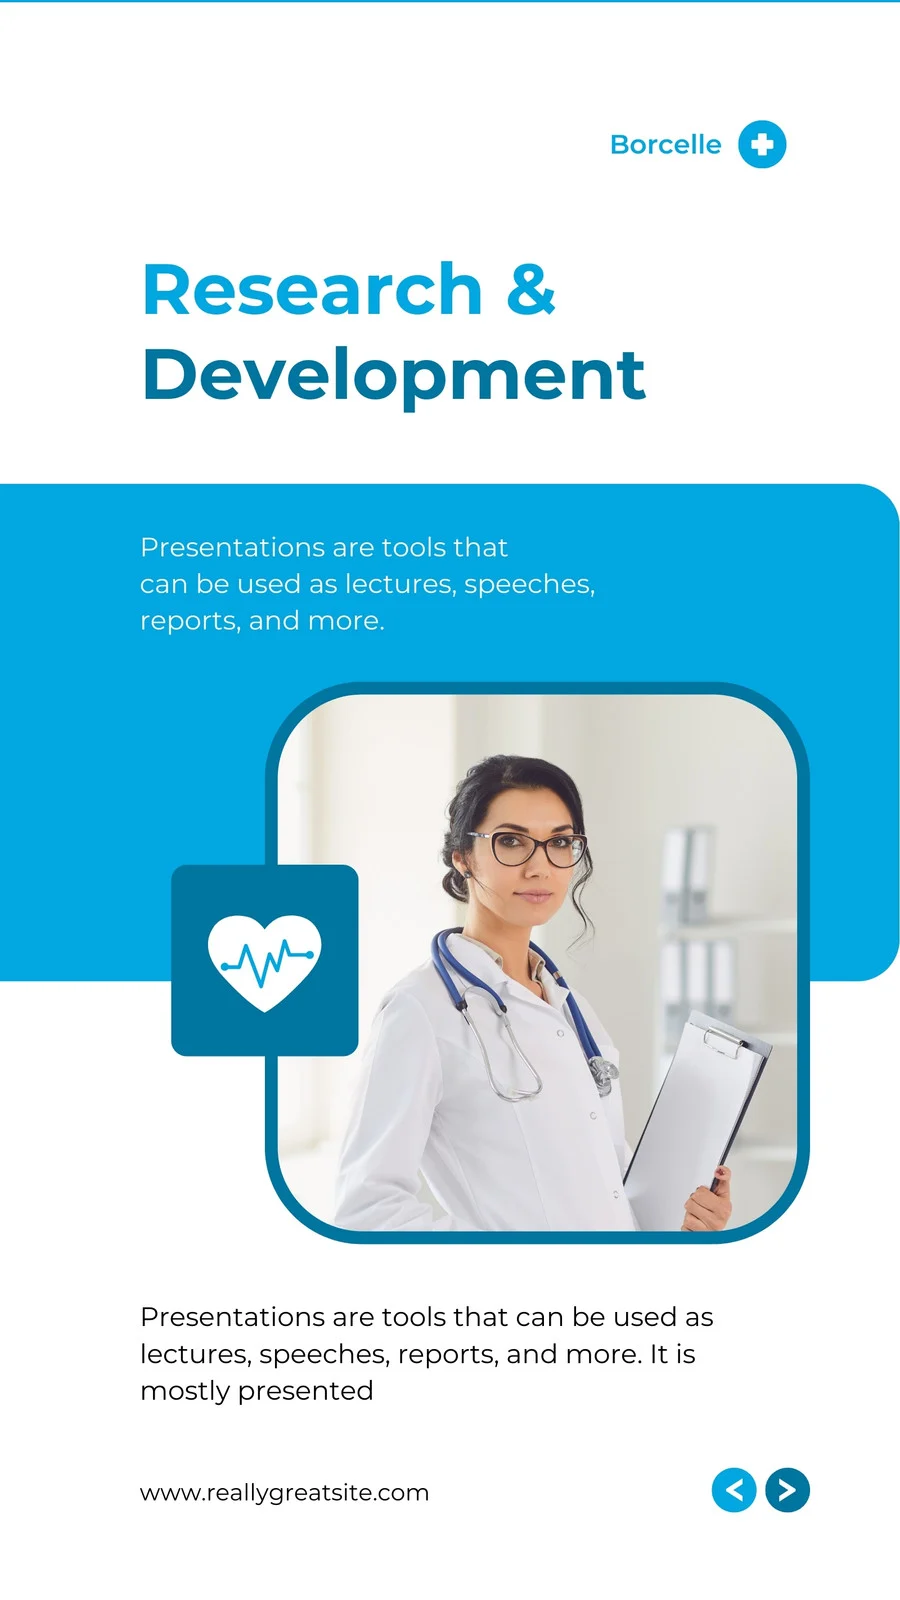 Borcelle
Research &
Development
Presentations are tools that
can be used as lectures, speeches,
reports, and more.
Presentations are tools that can be used as
lectures, speeches, reports, and more. It is
mostly presented
www.reallygreatsite.com